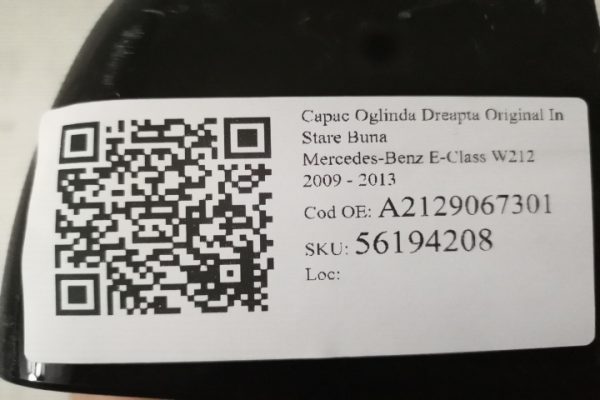 Capac Oglinda Dreapta Original In
Stare Buna
Mercedes-Benz E-Class W212
2009 - 2013
Cod OE: A2129067301
SKU: 56194208
Loc: